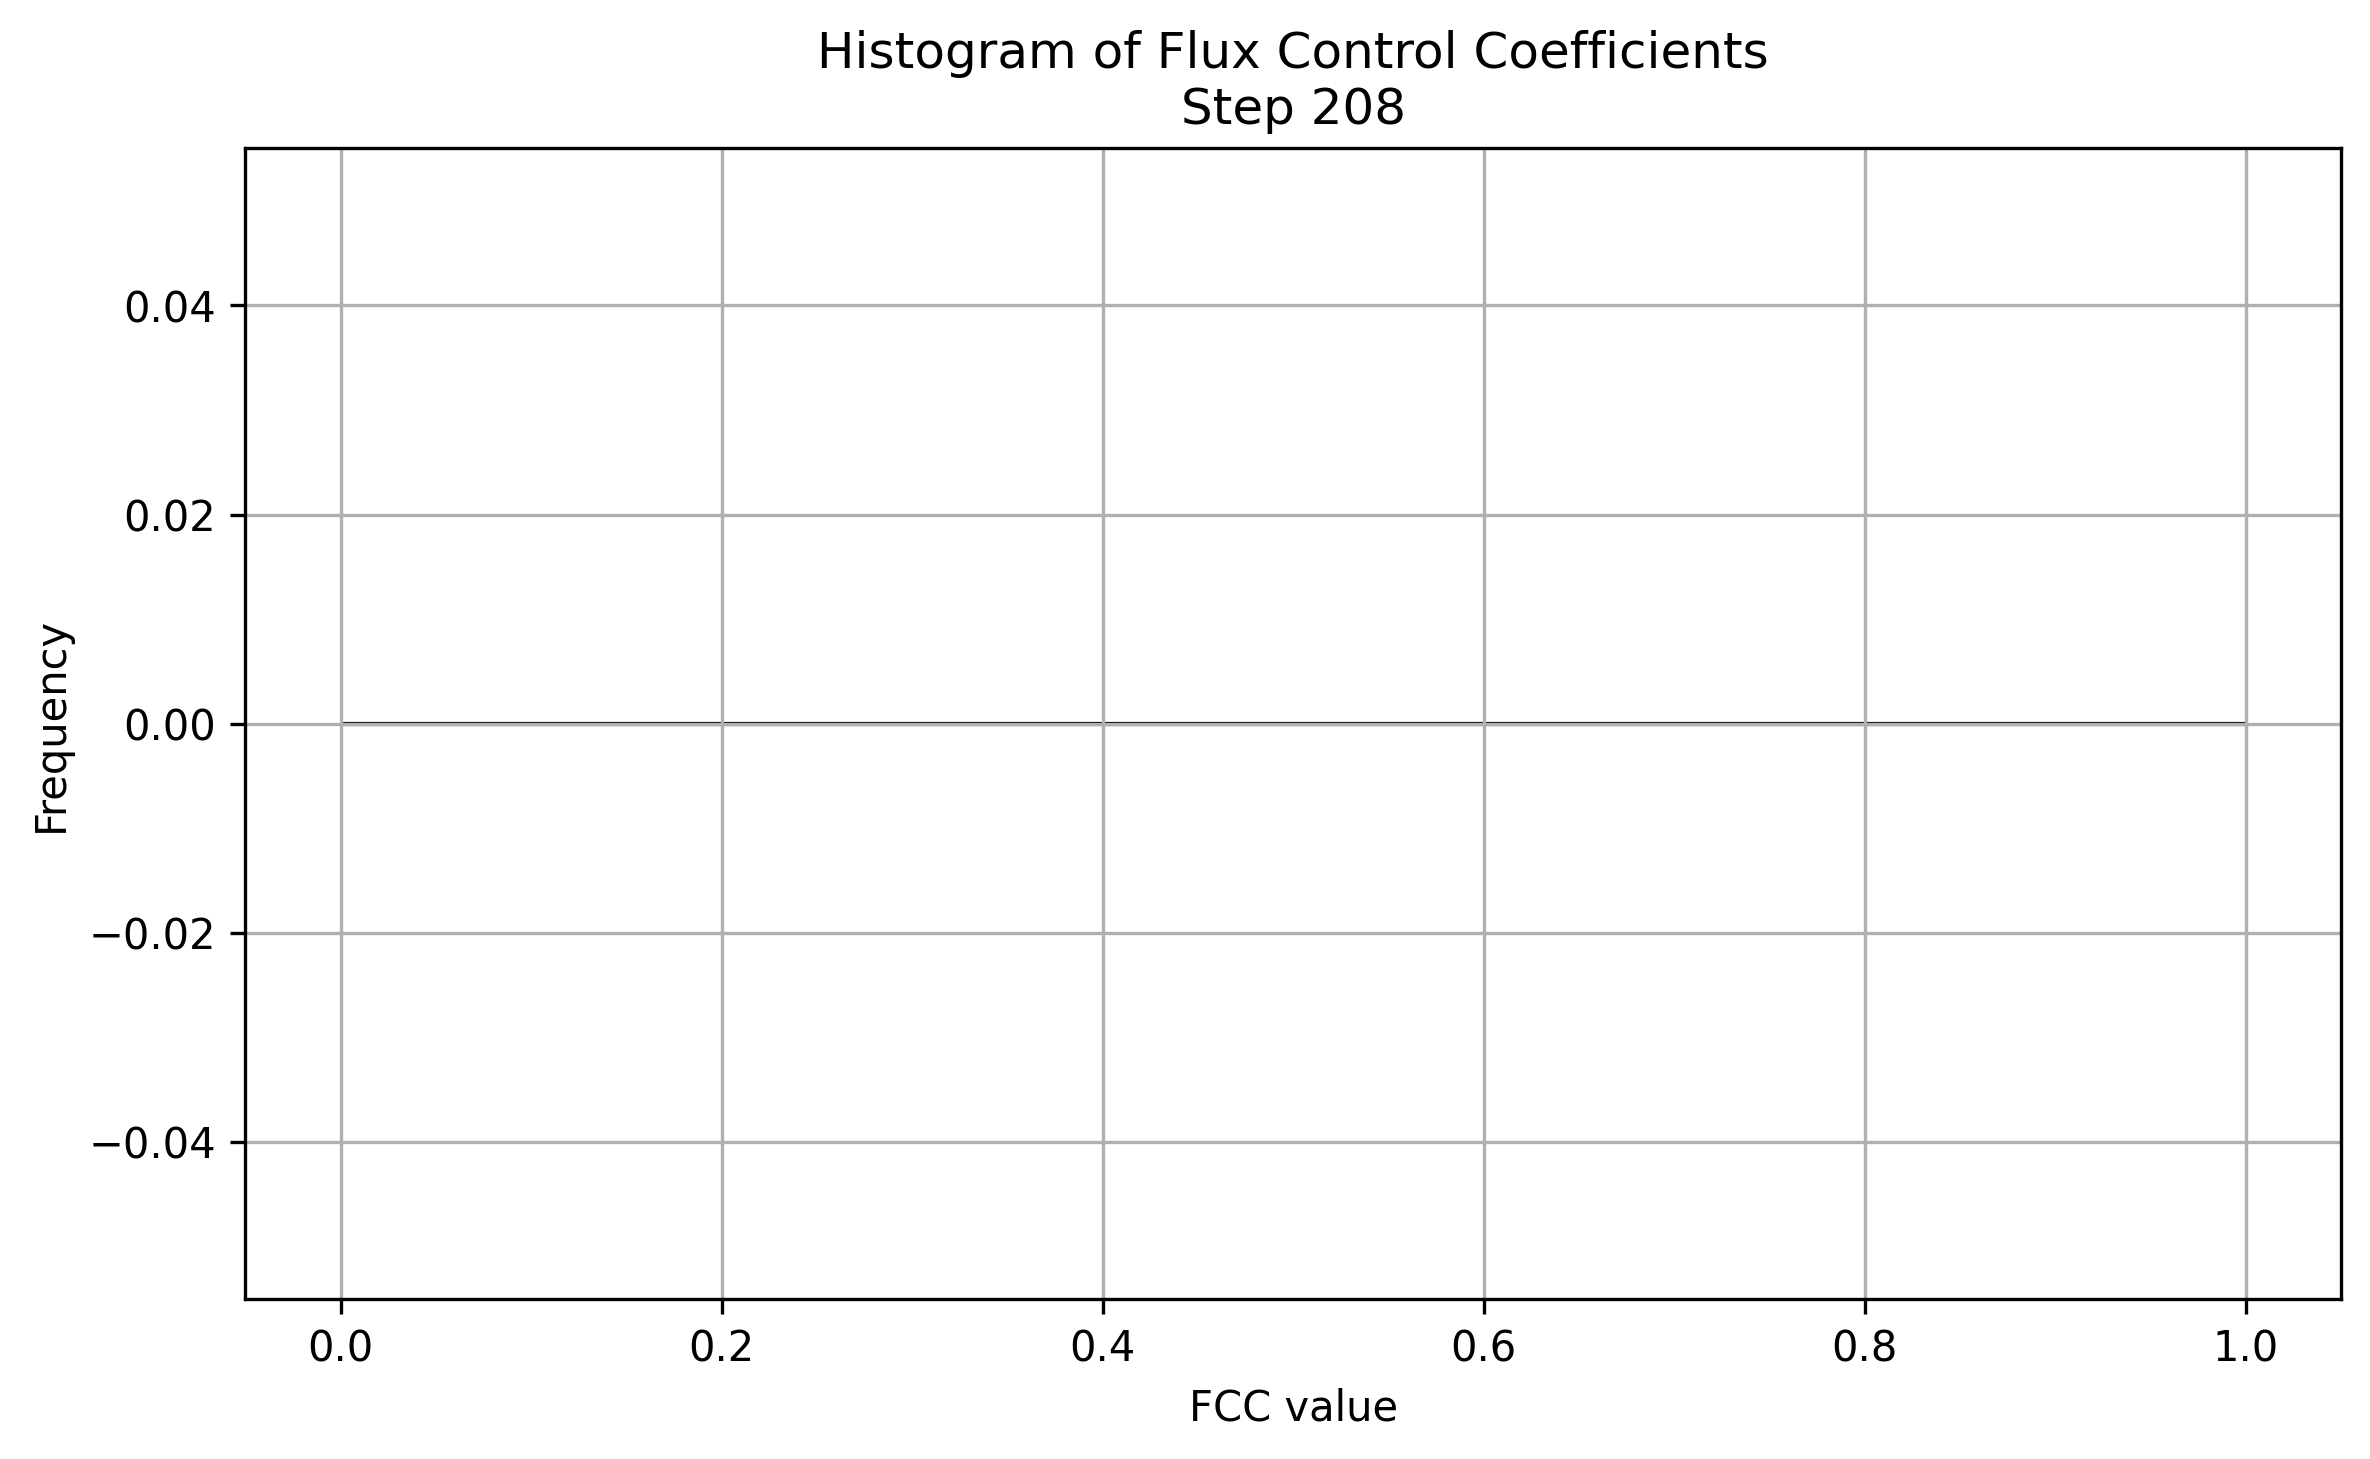 Histogram of Flux Control Coefficients
Step 208
0.04
0.02
0.00
−0.02
−0.04
Frequency
0.0 0.2 0.4 0.6 0.8 1.0
FCC value